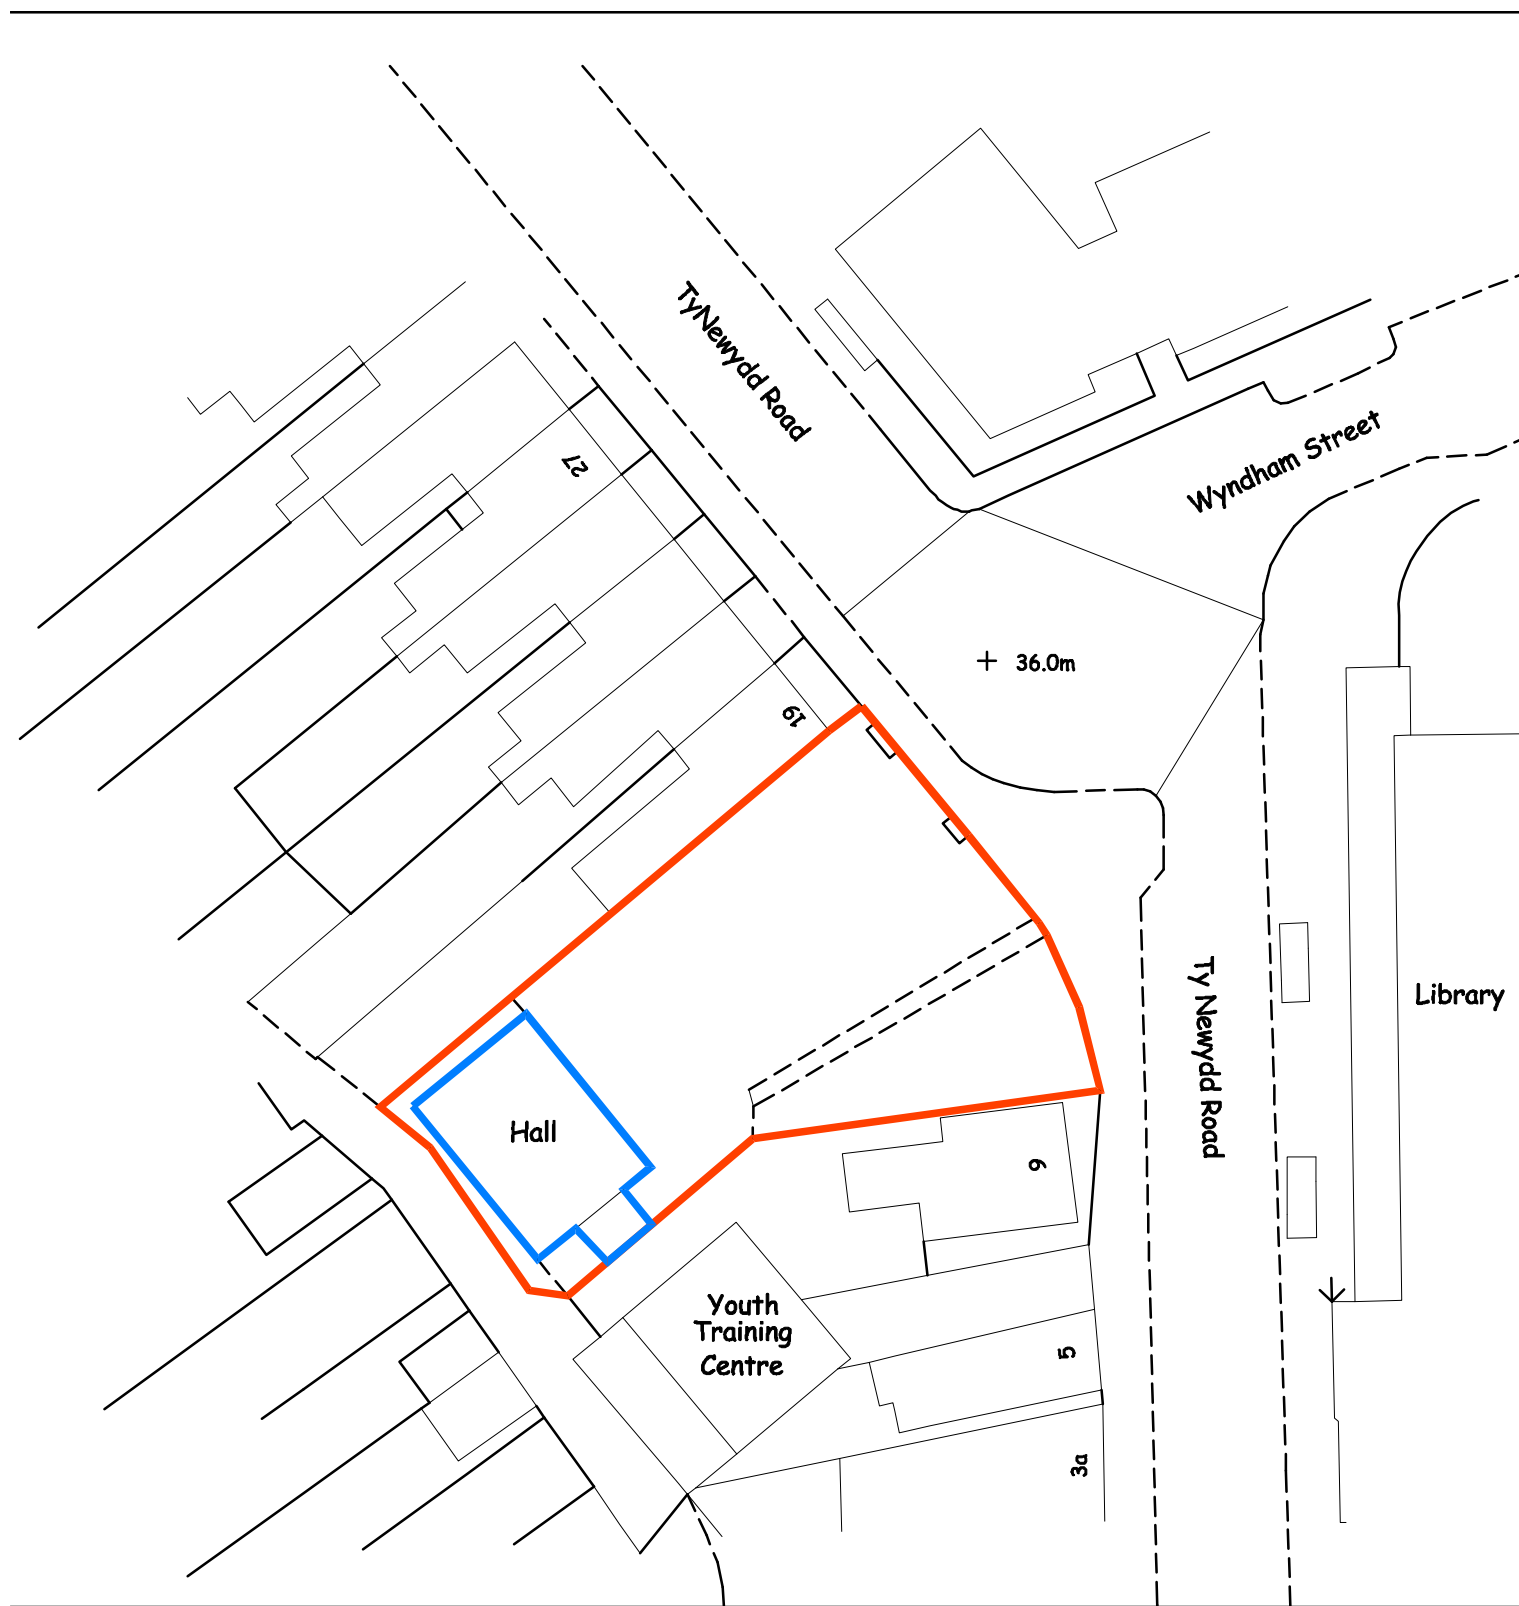 TyNewydd Road
Wyndham Street
27
36.0m
19
Ty Newydd Road
Library
Hall
9
Youth
Training
Centre
5
3a